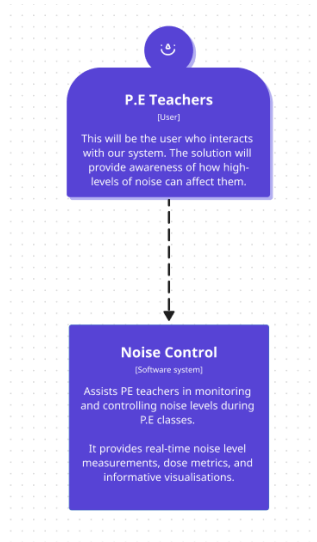 P.E Teachers
[User]
This will be the user who interacts
with our system. The solution will
provide awareness of how high-
levels of noise can affect them.
Noise Control
[Software system]
Assists PE teachers in monitoring
and controlling noise levels during
P.E classes.
It provides real-time noise level
measurements, dose metrics, and
informative visualisations.